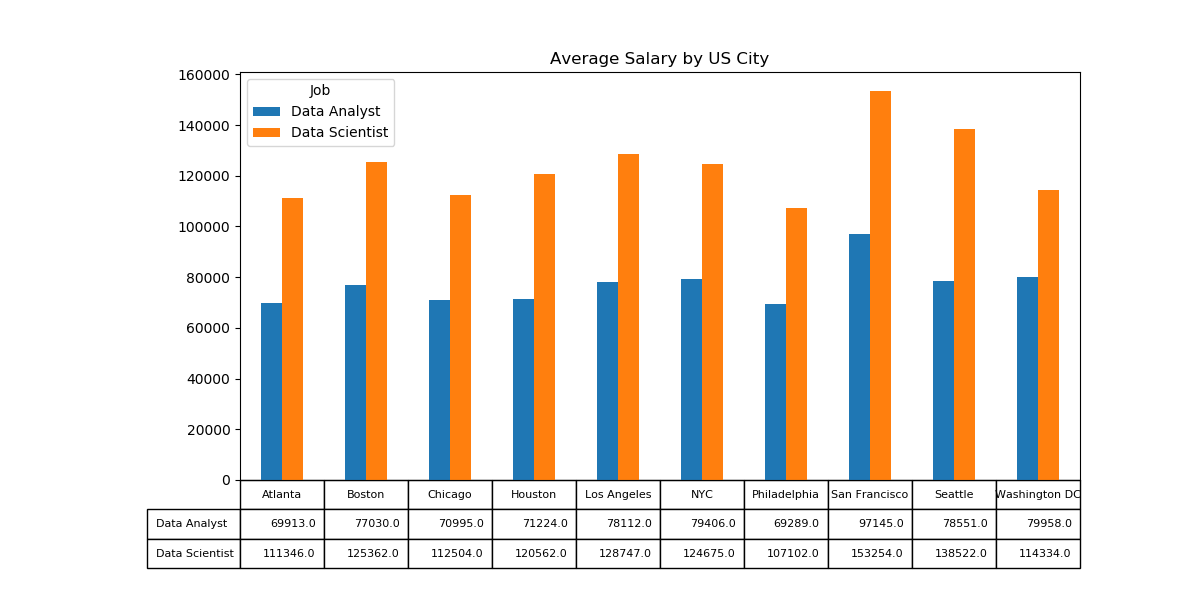 Average Salary by US City
160000
140000
120000
100000
80000
60000
40000
20000
0
Job
Data Analyst
Data Scientist
Atlanta Boston Chicago Houston Los Angeles NYC Philadelphia San Francisco Seattle Washington DC
Data Analyst 69913.0 77030.0 70995.0 71224.0 78112.0 79406.0 69289.0 97145.0 78551.0 79958.0
Data Scientist 111346.0 125362.0 112504.0 120562.0 128747.0 124675.0 107102.0 153254.0 138522.0 114334.0